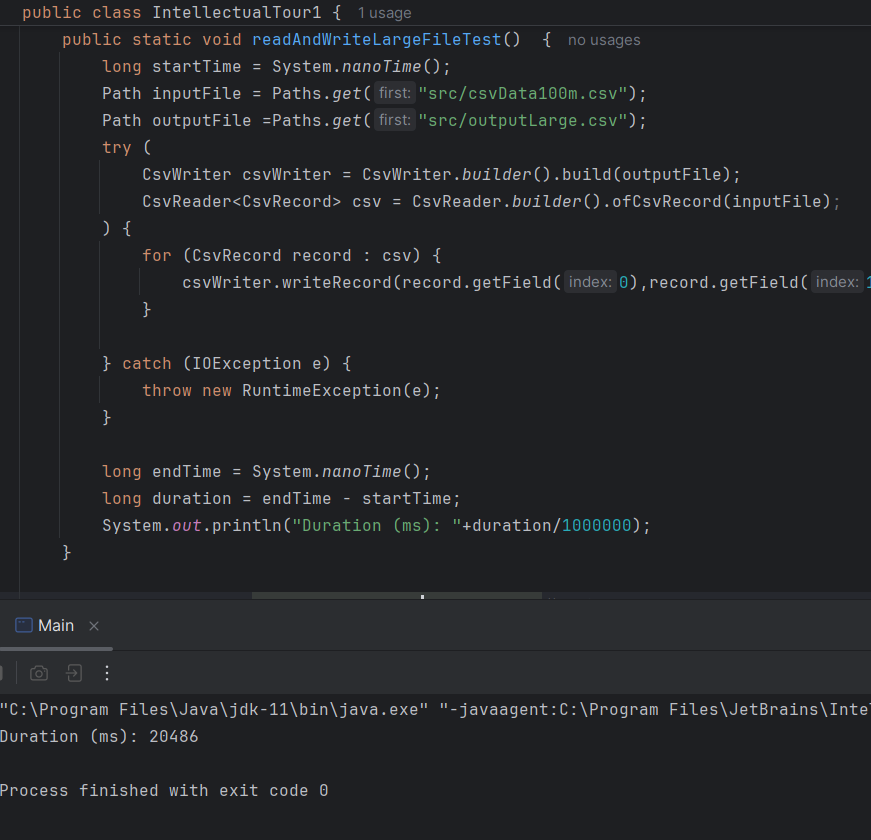 public class IntellectualTour1 { 1 usage
public static void readAndWriteLargeFileTest() { no usages
long startTime = System.nanoTime();
Path inputFile = Paths.get( first: "src/csvData100m.csv");
Path outputFile =Paths.get( first: "src/outputLarge.csv");
try (
CsvWriter csvWriter = CsvWriter.builder().build(outputFile);
CsvReader<CsvRecord> csv = CsvReader.builder().ofCsvRecord(inputFile);
) {
for (CsvRecord record : csv) {
csvWriter.writeRecord(record.getField( index: 0),record.getField( index: 1
}
} catch (IOException e) {
throw new RuntimeException(e);
}
long endTime = System.nanoTime();
long duration = endTime - startTime;
System.out.println("Duration (ms): "+duration/1000000);
}
Main
"C:\Program Files\Java\jdk-11\bin\java.exe" "-javaagent:C:\Program Files\JetBrains\Inte
Duration (ms): 20486
Process finished with exit code 0